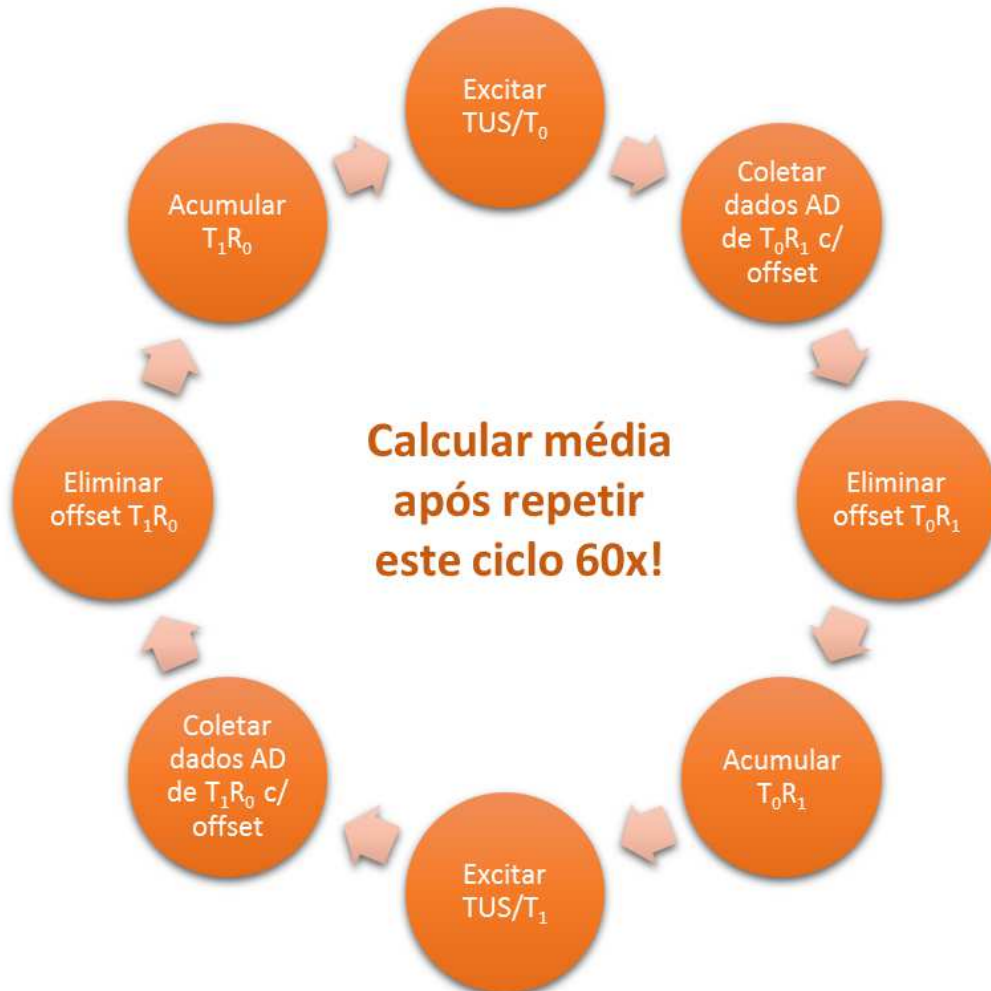 Excitar
TUS/T₀
Coletar
dados AD
de T₀R₁ c/
offset
Eliminar
offset T₀R₁
Acumular
T₀R₁
Excitar
TUS/T₁
Coletar
dados AD
de T₁R₀ c/
offset
Eliminar
offset T₁R₀
Acumular
T₁R₀
Calcular média
após repetir
este ciclo 60x!